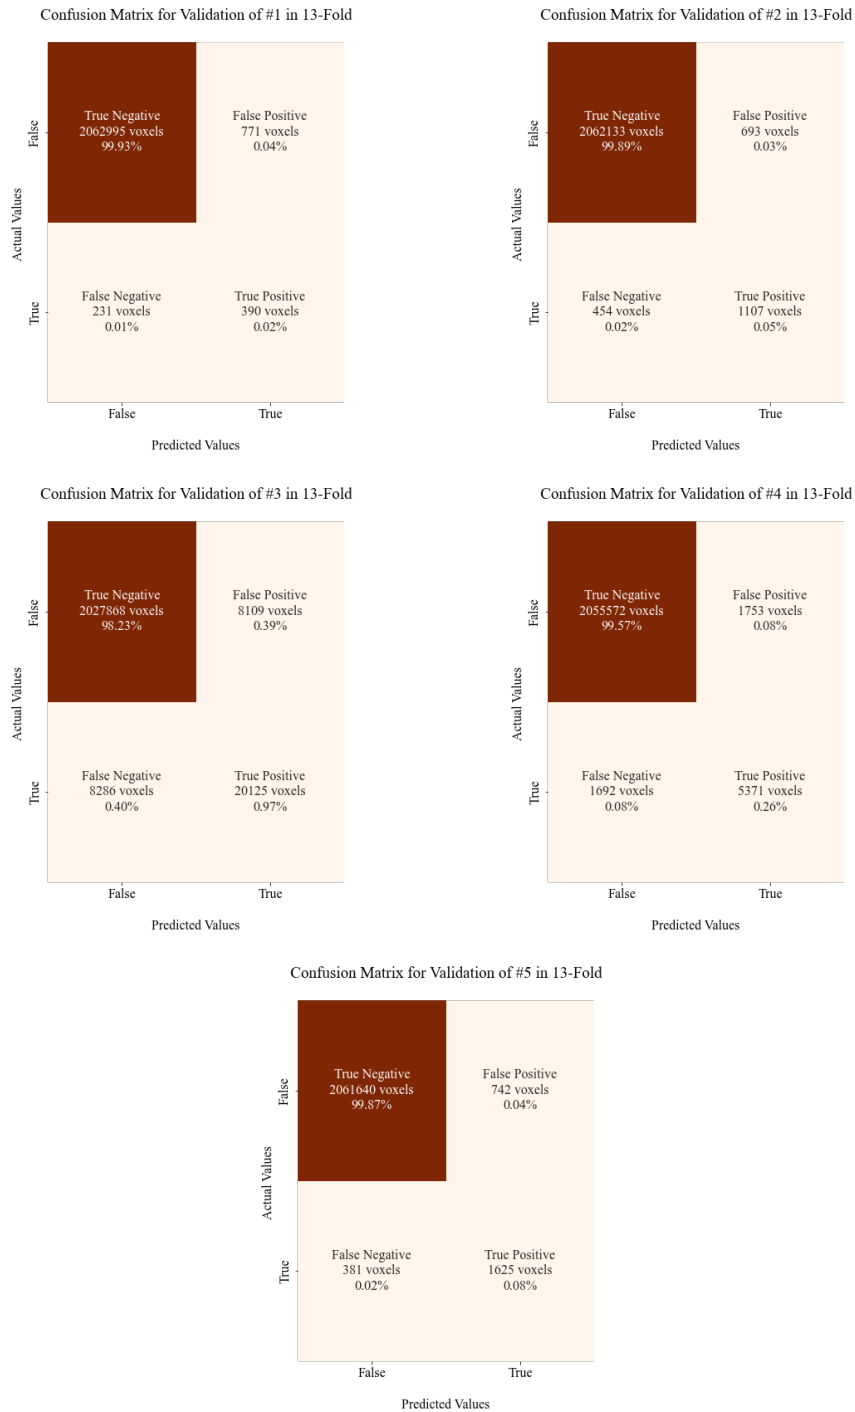 Confusion Matrix for Validation of #1 in 13-Fold
Actual Values
False
True Negative
2062995 voxels
99.93%
False Positive
771 voxels
0.04%
True
False Negative
231 voxels
0.01%
True Positive
390 voxels
0.02%
False
True
Predicted Values
Confusion Matrix for Validation of #2 in 13-Fold
Actual Values
False
True Negative
2062133 voxels
99.89%
False Positive
693 voxels
0.03%
True
False Negative
454 voxels
0.02%
True Positive
1107 voxels
0.05%
False
True
Predicted Values
Confusion Matrix for Validation of #3 in 13-Fold
Actual Values
False
True Negative
2027868 voxels
98.23%
False Positive
8109 voxels
0.39%
True
False Negative
8286 voxels
0.40%
True Positive
20125 voxels
0.97%
False
True
Predicted Values
Confusion Matrix for Validation of #4 in 13-Fold
Actual Values
False
True Negative
2055572 voxels
99.57%
False Positive
1753 voxels
0.08%
True
False Negative
1692 voxels
0.08%
True Positive
5371 voxels
0.26%
False
True
Predicted Values
Confusion Matrix for Validation of #5 in 13-Fold
Actual Values
False
True Negative
2061640 voxels
99.87%
False Positive
742 voxels
0.04%
True
False Negative
381 voxels
0.02%
True Positive
1625 voxels
0.08%
False
True
Predicted Values